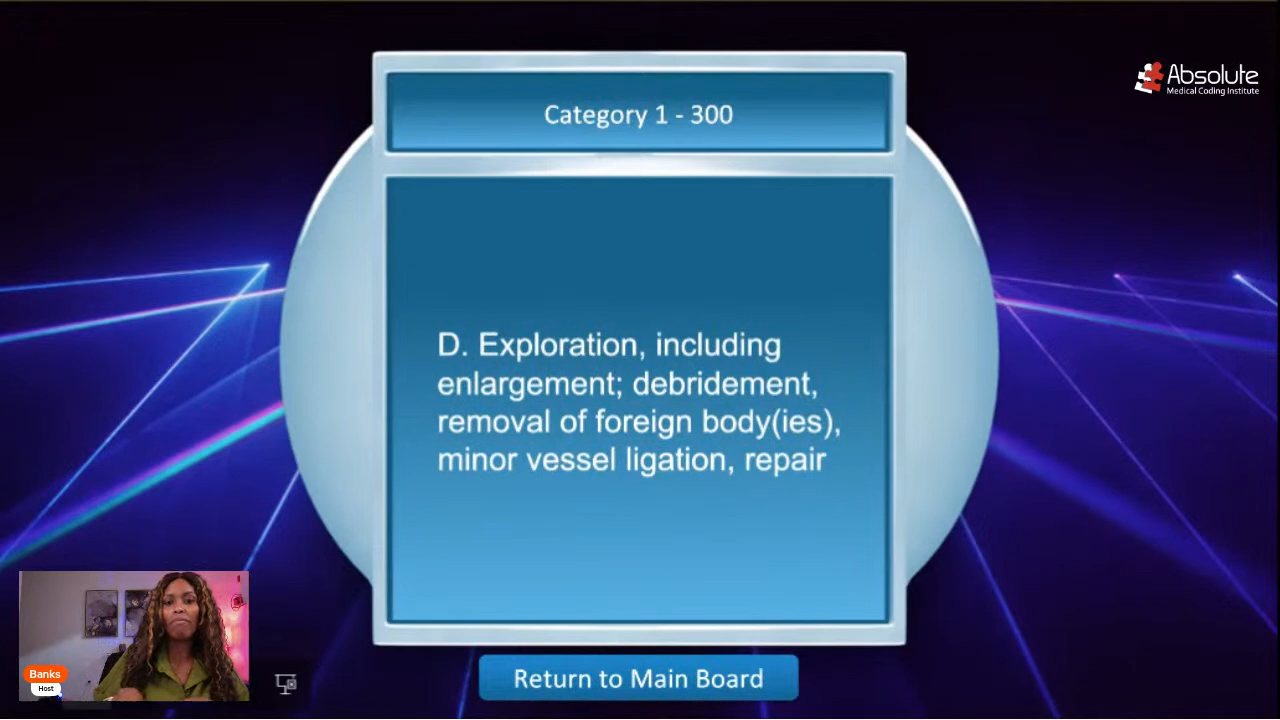 Absolute
Medical Coding Institute
Category 1 - 300
D. Exploration, including
enlargement; debridement,
removal of foreign body(ies),
minor vessel ligation, repair
Banks
Host
Return to Main Board